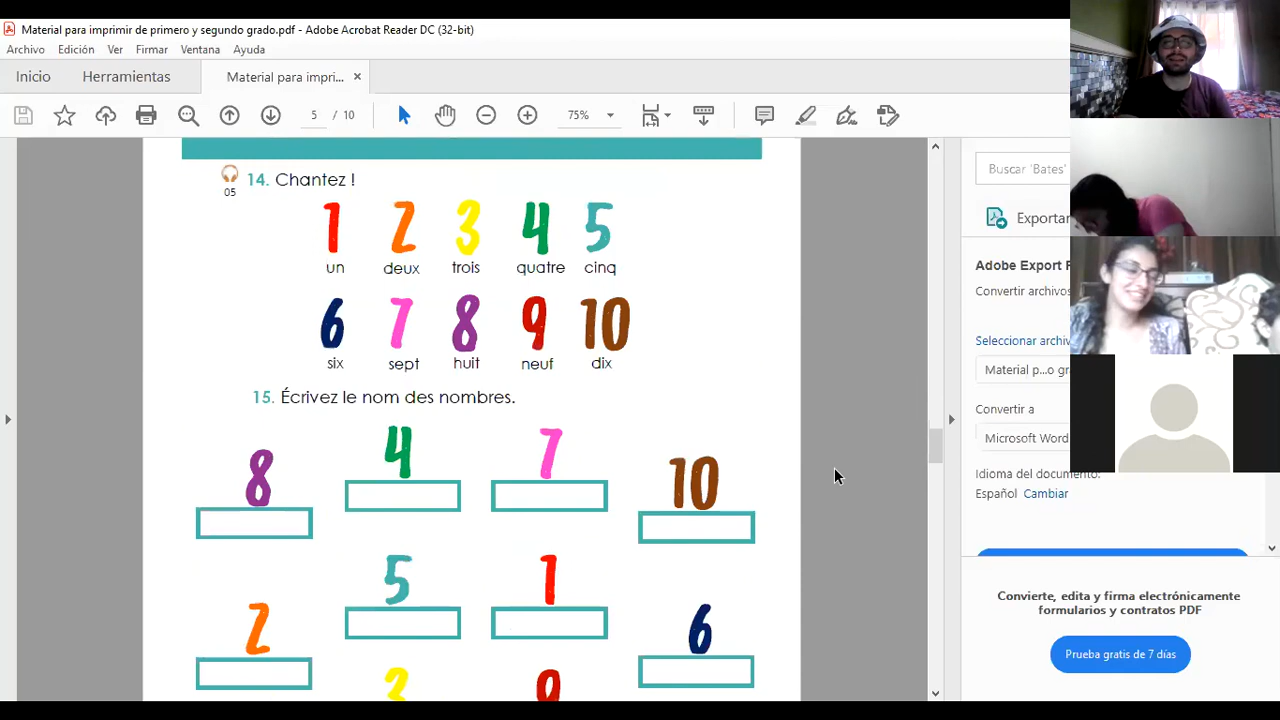 Material para imprimir de primero y segundo grado.pdf - Adobe Acrobat Reader DC (32-bit)
Archivo Edición Ver Firmar Ventana Ayuda
Inicio Herramientas Material para impri... ×
5 / 10 75%
05 14. Chantez !
1 2 3 4 5
un deux trois quatre cinq
6 7 8 9 10
six sept huit neuf dix
15. Écrivez le nom des nombres.
8 4 7 10
2 5 1 6
3 9
Buscar 'Bates'
Exportar
Adobe Export
Convertir archivos
Seleccionar archiv
Material p...o gr
Convertir a
Microsoft Word
Idioma del documento:
Español Cambiar
Convierte, edita y firma electrónicamente
formularios y contratos PDF
Prueba gratis de 7 días